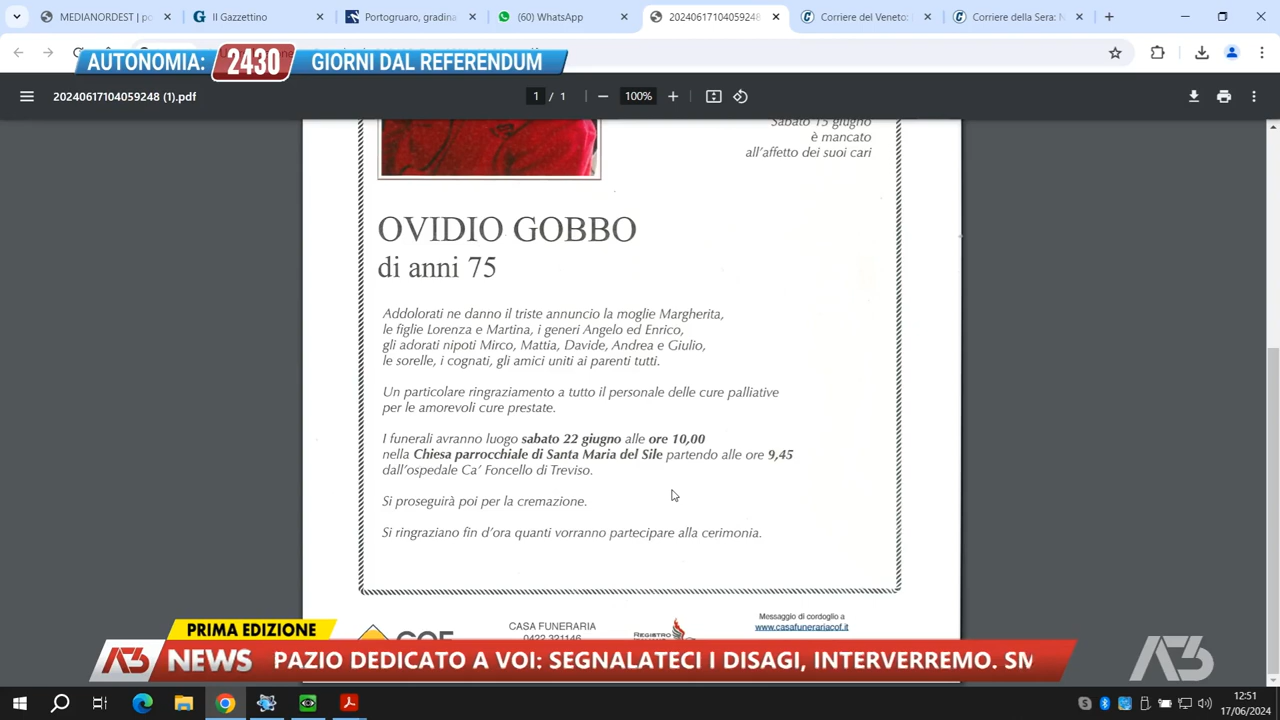 MEDIANORDEST | p
Il Gazzettino
Portogruaro, gradina
(60) WhatsApp
20240617104059248
Corriere del Veneto:
Corriere della Sera: N
AUTONOMIA: 2430 GIORNI DAL REFERENDUM
20240617104059248 (1).pdf
1 / 1
100%
Sabato 15 giugno
è mancato
all'affetto dei suoi cari
OVIDIO GOBBO
di anni 75
Addolorati ne danno il triste annuncio la moglie Margherita,
le figlie Lorenza e Martina, i generi Angelo ed Enrico,
gli adorati nipoti Mirco, Mattia, Davide, Andrea e Giulio,
le sorelle, i cognati, gli amici uniti ai parenti tutti.
Un particolare ringraziamento a tutto il personale delle cure palliative
per le amorevoli cure prestate.
I funerali avranno luogo sabato 22 giugno alle ore 10,00
nella Chiesa parrocchiale di Santa Maria del Sile partendo alle ore 9,45
dall'ospedale Ca' Foncello di Treviso.
Si proseguirà poi per la cremazione.
Si ringraziano fin d'ora quanti vorranno partecipare alla cerimonia.
COF
CASA FUNERARIA
0422 321146
REGISTRO
Messaggio di cordoglio a
www.casafunerariacof.it
PRIMA EDIZIONE
A3 NEWS PAZIO DEDICATO A VOI: SEGNALATECI I DISAGI, INTERVERREMO. SM
A3
12:51
17/06/2024